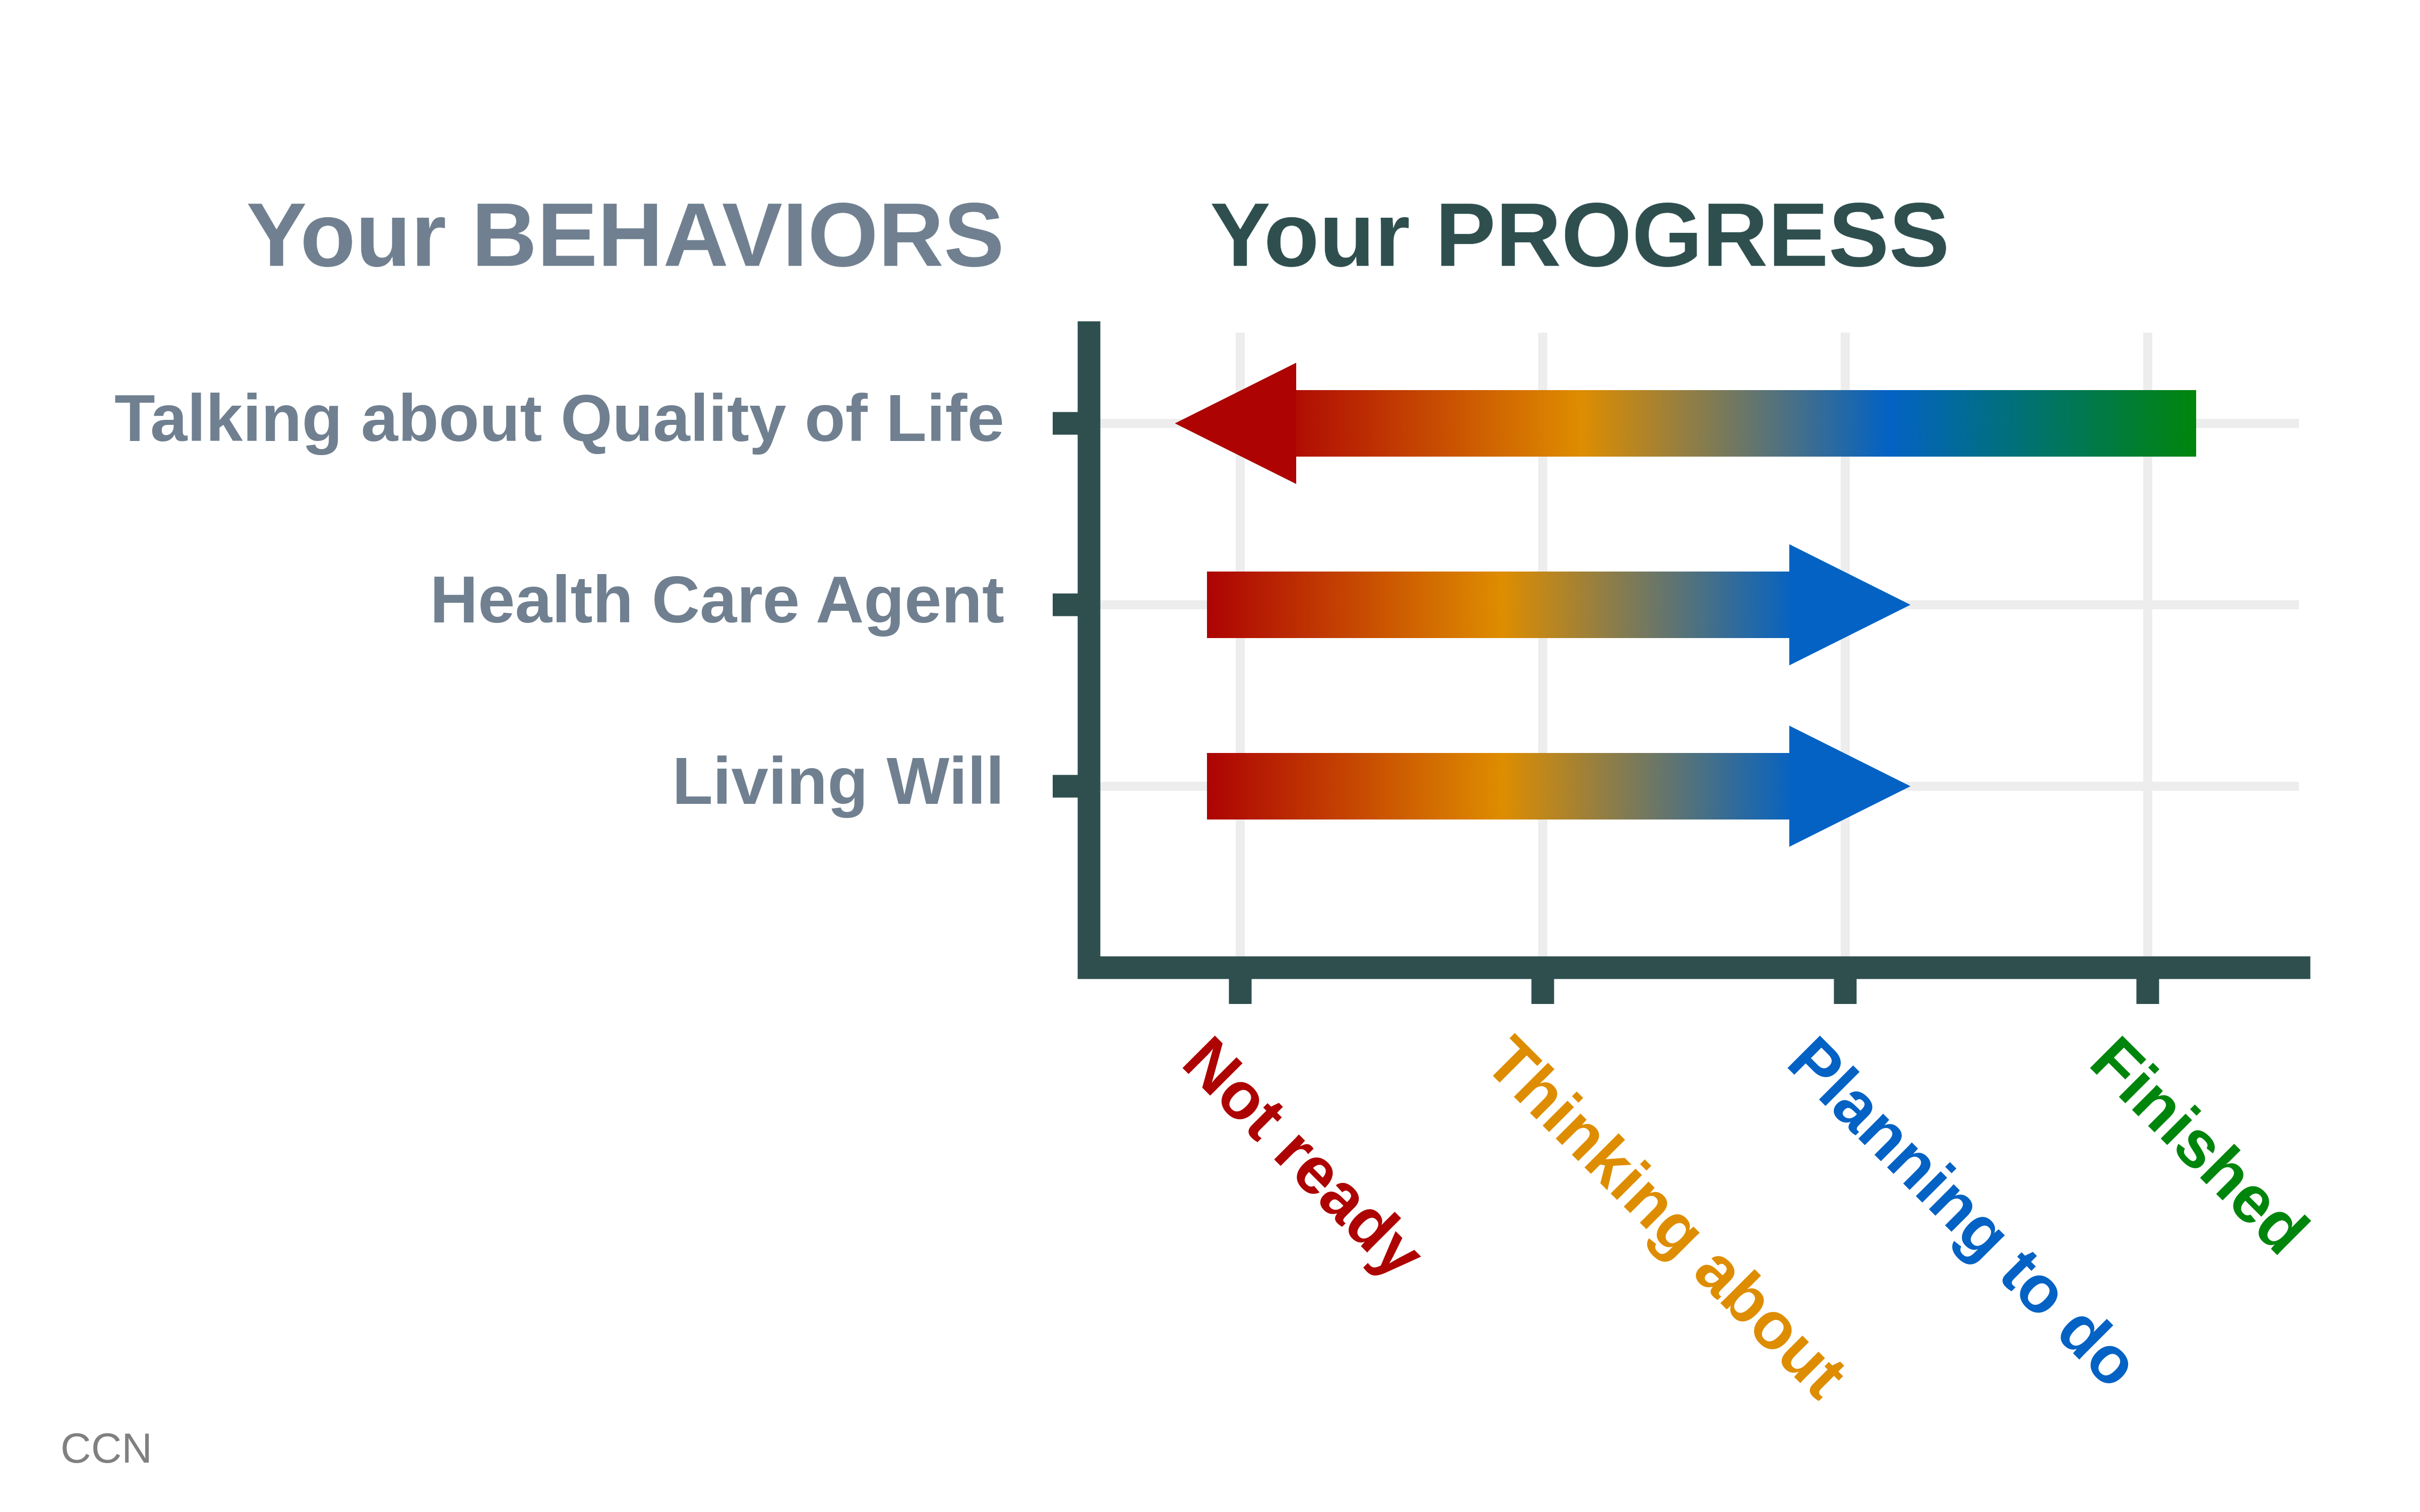 Your BEHAVIORS
Your PROGRESS
Talking about Quality of Life
Health Care Agent
Living Will
Not ready
Thinking about
Planning to do
Finished
CCN